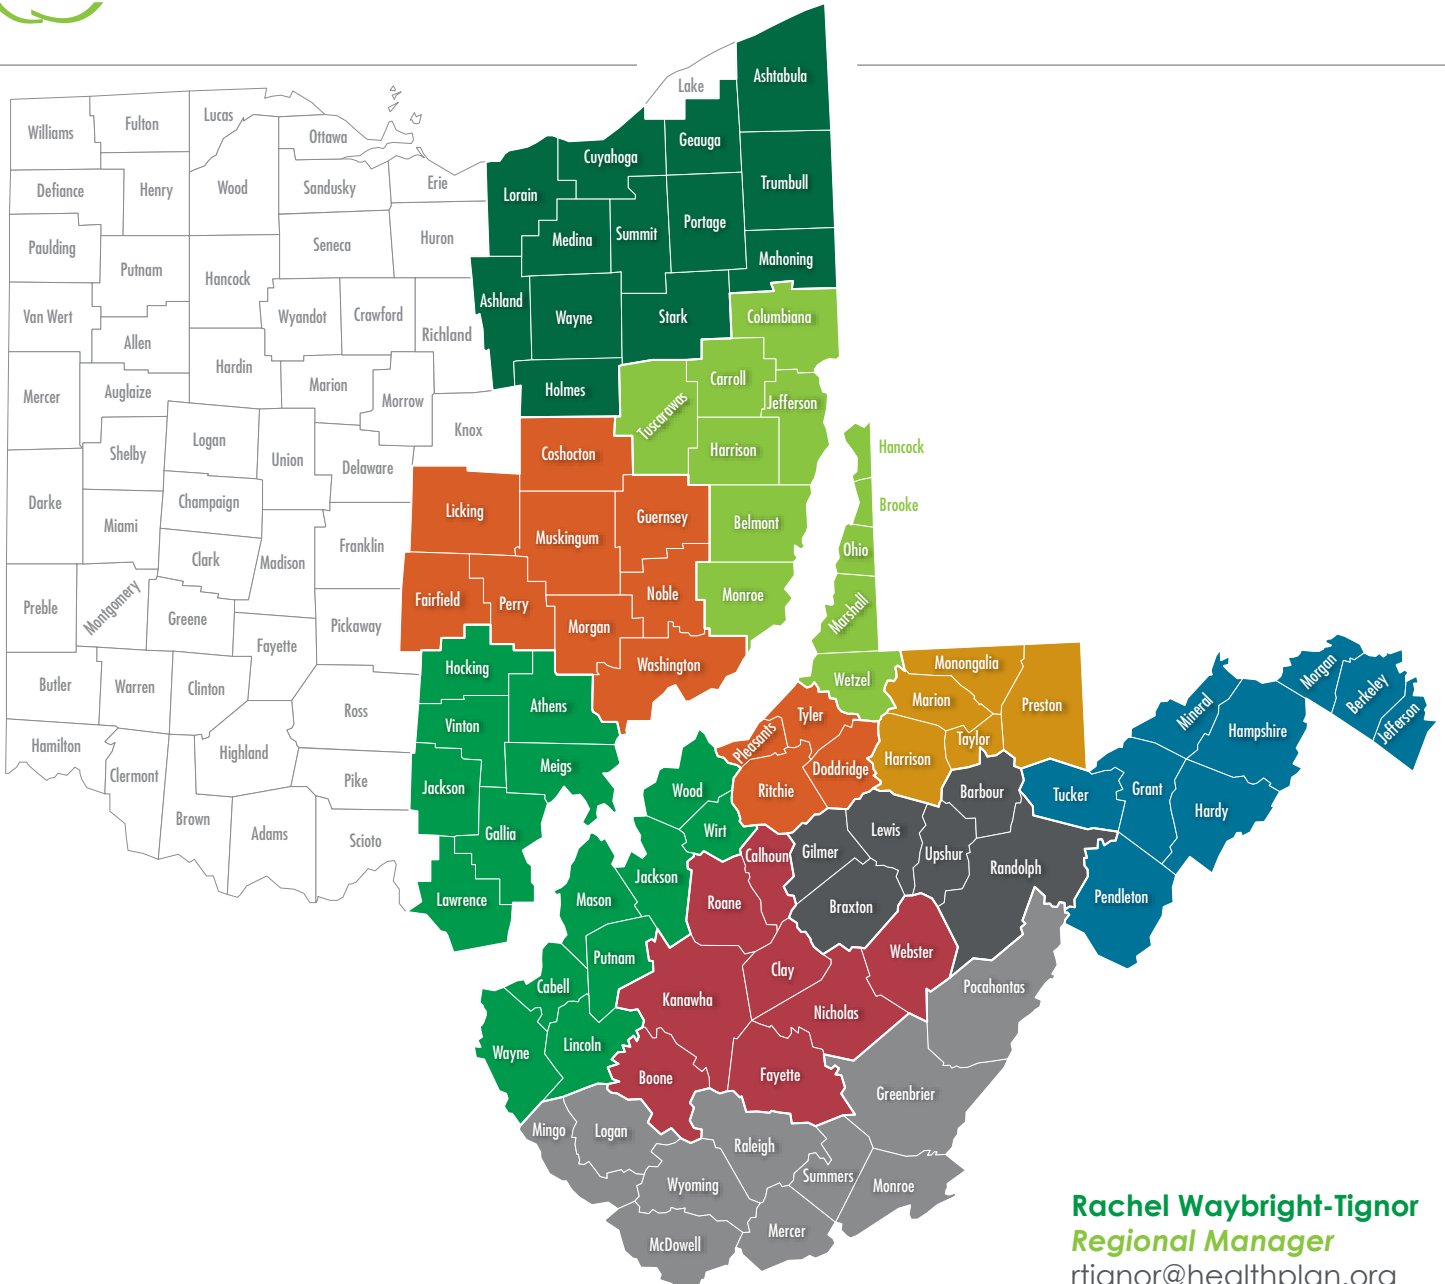 Lake
Ashtabula
Williams
Fulton
Lucas
Ottawa
Geauga
Cuyahoga
Defiance
Henry
Wood
Sandusky
Erie
Lorain
Trumbull
Paulding
Seneca
Huron
Medina
Summit
Portage
Putnam
Hancock
Mahoning
Van Wert
Wyandot
Crawford
Richland
Ashland
Wayne
Stark
Columbiana
Allen
Hardin
Marion
Morrow
Holmes
Carroll
Mercer
Auglaize
Tuscarawas
Jefferson
Knox
Shelby
Logan
Union
Delaware
Coshocton
Harrison
Hancock
Darke
Champaign
Licking
Guernsey
Belmont
Brooke
Miami
Franklin
Muskingum
Clark
Madison
Ohio
Preble
Montgomery
Greene
Fairfield
Perry
Noble
Monroe
Marshall
Pickaway
Morgan
Fayette
Washington
Hocking
Wetzel
Monongalia
Butler
Warren
Clinton
Ross
Athens
Marion
Preston
Morgan
Berkeley
Jefferson
Mineral
Hampshire
Vinton
Tyler
Pleasants
Taylor
Hamilton
Highland
Clermont
Pike
Meigs
Doddridge
Harrison
Jackson
Wood
Ritchie
Barbour
Tucker
Grant
Hardy
Brown
Adams
Scioto
Gallia
Wirt
Lewis
Gilmer
Upshur
Calhoun
Randolph
Lawrence
Mason
Jackson
Roane
Braxton
Pendleton
Putnam
Webster
Cabell
Clay
Kanawha
Nicholas
Pocahontas
Wayne
Lincoln
Boone
Fayette
Greenbrier
Mingo
Logan
Raleigh
Wyoming
Summers
Monroe
McDowell
Mercer
Rachel Waybright-Tignor
Regional Manager
rtignor@healthplan.org